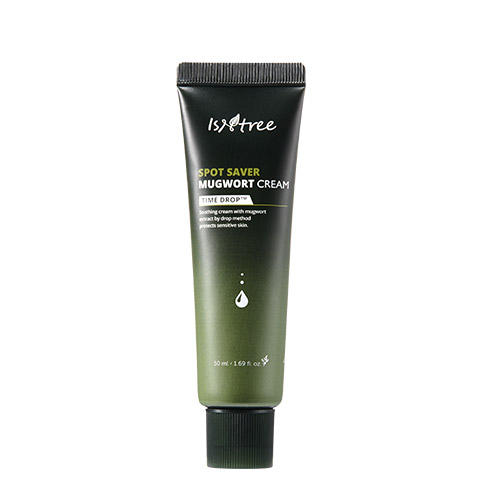 Isntree
SPOT SAVER
MUGWORT CREAM
TIME DROP™
Soothing cream with mugwort
extract by drop method
protects sensitive skin.
50 ml / 1.69 fl. oz.